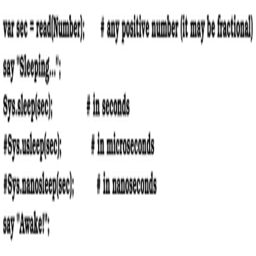 var sec = read(Number); # any positive number (it may be fractional)
say "Sleeping...";
Sys.sleep(sec); # in seconds
#Sys.usleep(sec); # in microseconds
#Sys.nanosleep(sec); # in nanoseconds
say "Awake!";